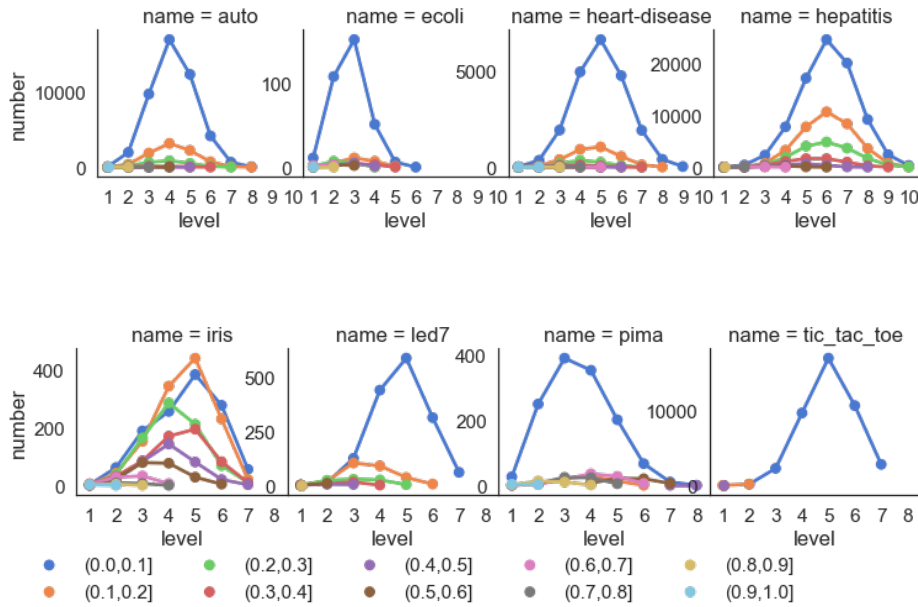 name = auto
name = ecoli
name = heart-disease
name = hepatitis
number
10000
0
100
0
5000
0
20000
10000
0
1 2 3 4 5 6 7 8 9 10
1 2 3 4 5 6 7 8 9 10
1 2 3 4 5 6 7 8 9 10
1 2 3 4 5 6 7 8 9 10
level
level
level
level
name = iris
name = led7
name = pima
name = tic_tac_toe
number
400
200
0
500
250
0
400
200
0
10000
0
1 2 3 4 5 6 7 8
1 2 3 4 5 6 7 8
1 2 3 4 5 6 7 8
1 2 3 4 5 6 7 8
level
level
level
level
(0.0,0.1]
(0.2,0.3]
(0.4,0.5]
(0.6,0.7]
(0.8,0.9]
(0.1,0.2]
(0.3,0.4]
(0.5,0.6]
(0.7,0.8]
(0.9,1.0]